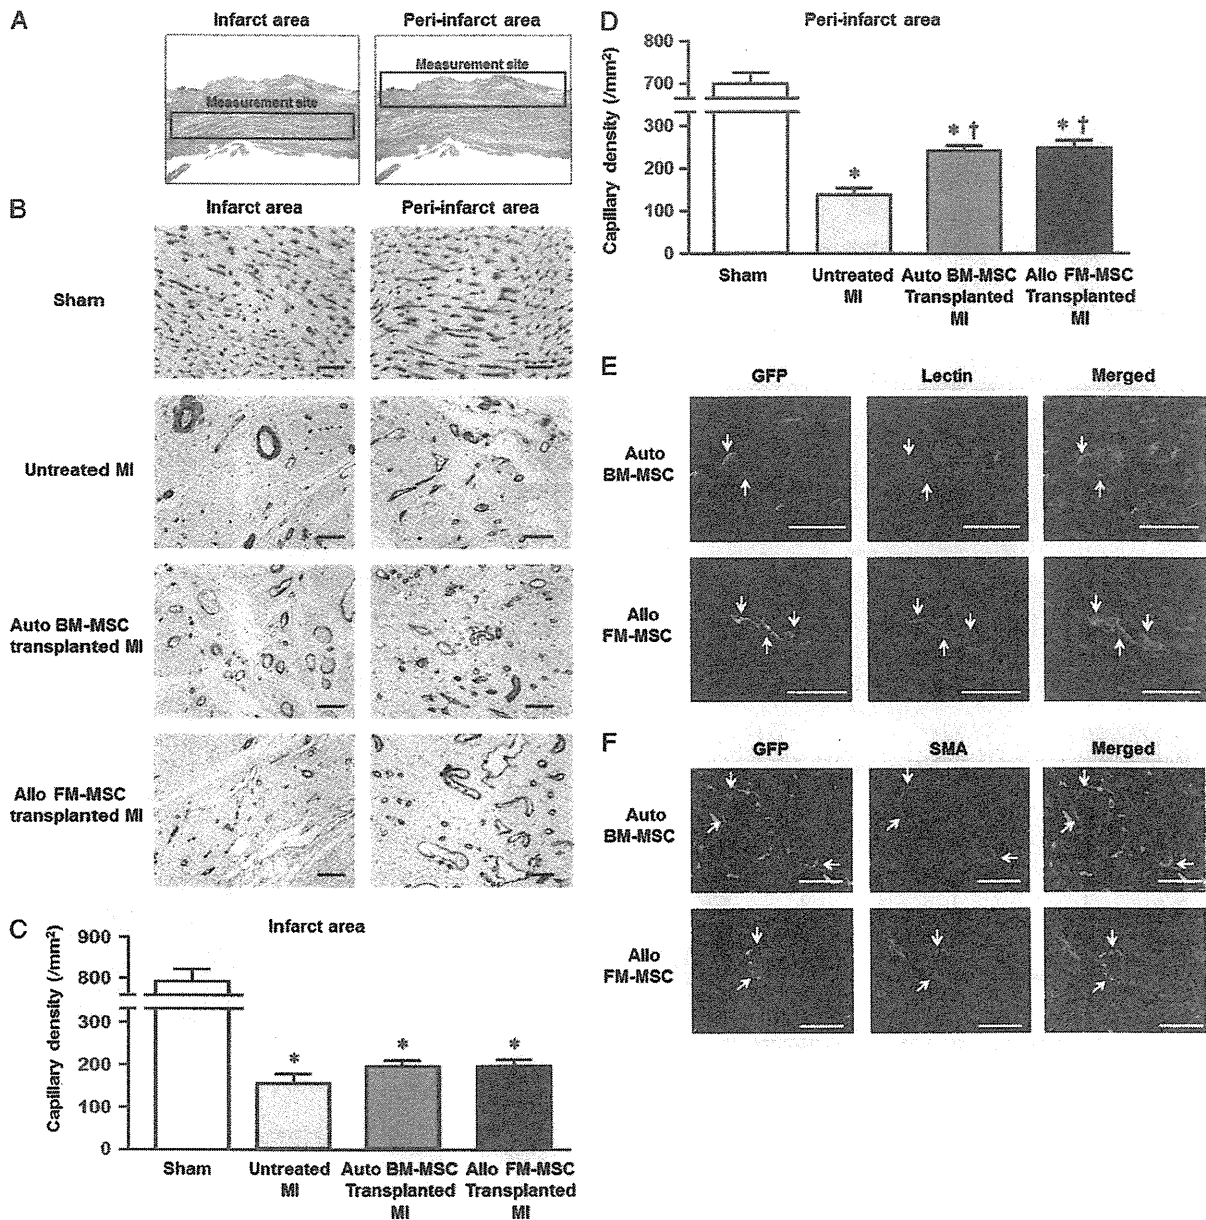 A
Infarct area
Peri-infarct area
Measurement site
Measurement site
B
Infarct area
Peri-infarct area
Sham
Untreated MI
Auto BM-MSC
transplanted MI
Allo FM-MSC
transplanted MI
C
Infarct area
Capillary density (/mm²)
900
800
300
200
100
0
*
*
*
Sham
Untreated
MI
Auto BM-MSC
Transplanted
MI
Allo FM-MSC
Transplanted
MI
D
Peri-infarct area
Capillary density (/mm²)
800
700
300
200
100
0
*
* †
* †
Sham
Untreated
MI
Auto BM-MSC
Transplanted
MI
Allo FM-MSC
Transplanted
MI
E
GFP
Lectin
Merged
Auto
BM-MSC
Allo
FM-MSC
F
GFP
SMA
Merged
Auto
BM-MSC
Allo
FM-MSC